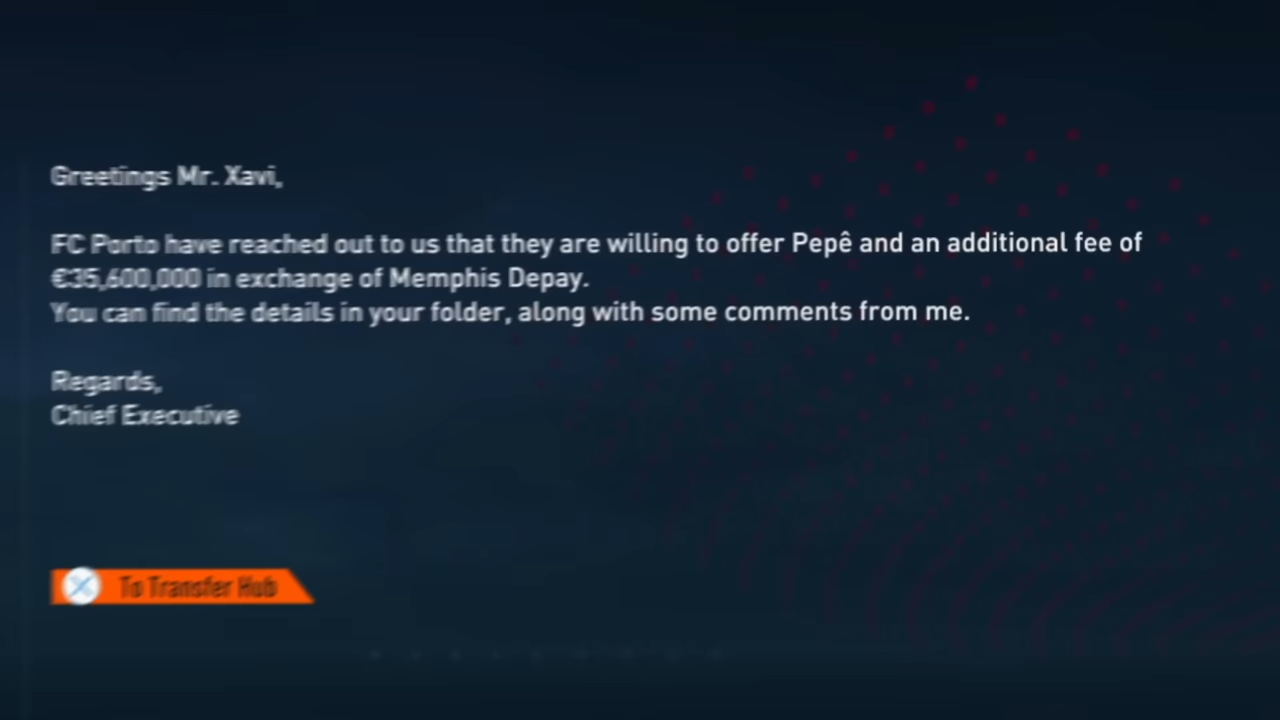 Greetings Mr. Xavi,
FC Porto have reached out to us that they are willing to offer Pepê and an additional fee of
€35,600,000 in exchange of Memphis Depay.
You can find the details in your folder, along with some comments from me.
Regards,
Chief Executive
To Transfer Hub